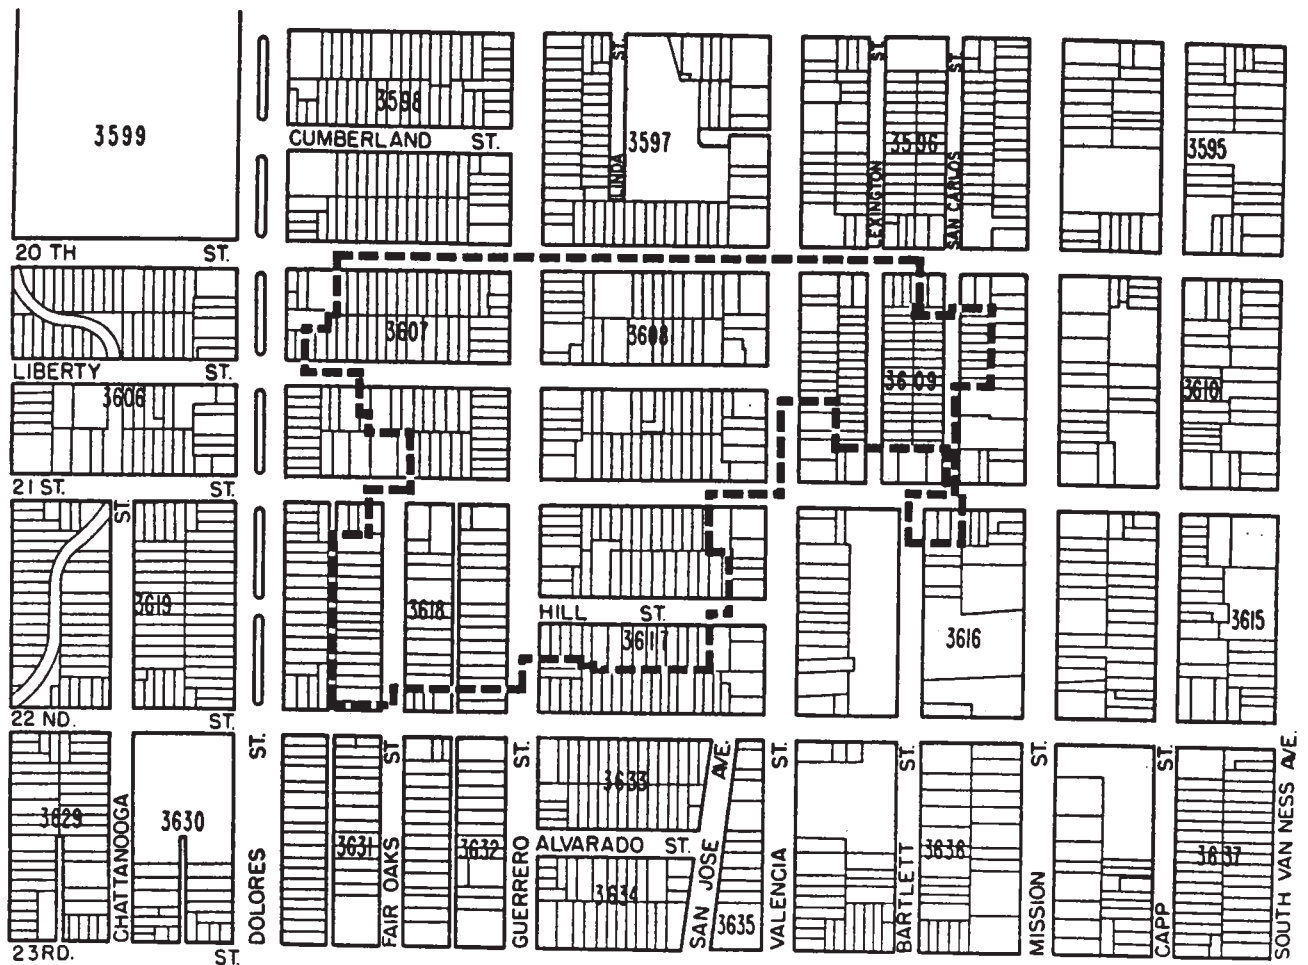 ST.
3598
3599
CUMBERLAND ST.
LINDA
3597
ST.
LEXINGTON
3596
ST.
SAN CARLOS
3595
20 TH ST.
3607
3608
LIBERTY ST.
3606
3609
3610
21 ST. ST.
ST.
3619
3618
HILL ST.
3617
3616
3615
22 ND. ST.
ST.
ST
ST.
AVE.
ST.
ST.
ST.
ST.
SOUTH VAN NESS AVE.
3629
CHATTANOOGA
3630
DOLORES
3631
FAIR OAKS
3632
GUERRERO
3633
ALVARADO ST.
3634
SAN JOSE
3635
VALENCIA
BARTLETT
3636
MISSION
CAPP
3637
23RD. ST.